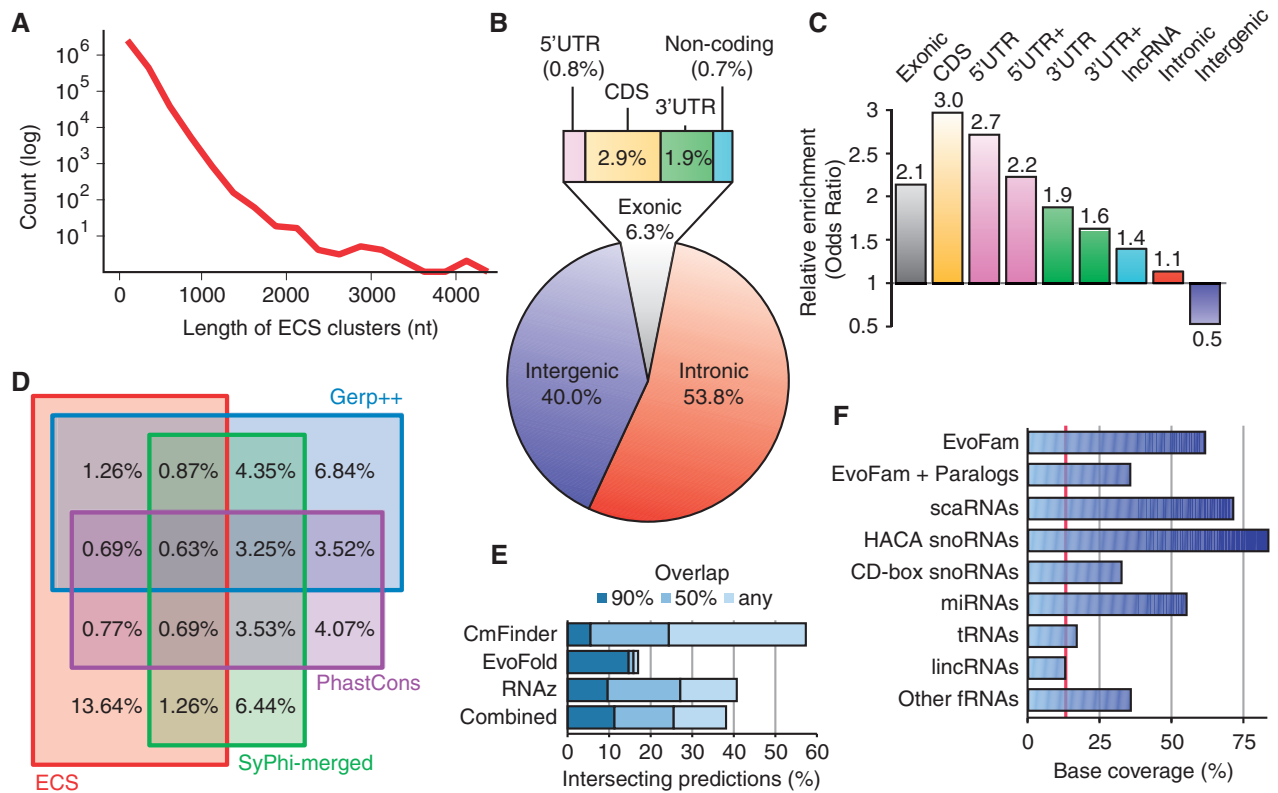 A
10^6
10^5
10^4
10^3
10^2
10^1
Count (log)
0
1000
2000
3000
4000
Length of ECS clusters (nt)
B
5'UTR
(0.8%)
Non-coding
(0.7%)
CDS
3'UTR
2.9%
1.9%
Exonic
6.3%
Intergenic
40.0%
Intronic
53.8%
C
Exonic
CDS
5'UTR
5'UTR+
3'UTR
3'UTR+
lncRNA
Intronic
Intergenic
Relative enrichment
(Odds Ratio)
3
2.5
2
1.5
1
0.5
2.1
3.0
2.7
2.2
1.9
1.6
1.4
1.1
0.5
D
Gerp++
1.26%
0.87%
4.35%
6.84%
0.69%
0.63%
3.25%
3.52%
0.77%
0.69%
3.53%
4.07%
PhastCons
13.64%
1.26%
6.44%
SyPhi-merged
ECS
E
Overlap
90%
50%
any
CmFinder
EvoFold
RNAz
Combined
0
10
20
30
40
50
60
Intersecting predictions (%)
F
EvoFam
EvoFam + Paralogs
scaRNAs
HACA snoRNAs
CD-box snoRNAs
miRNAs
tRNAs
lincRNAs
Other fRNAs
0
25
50
75
Base coverage (%)